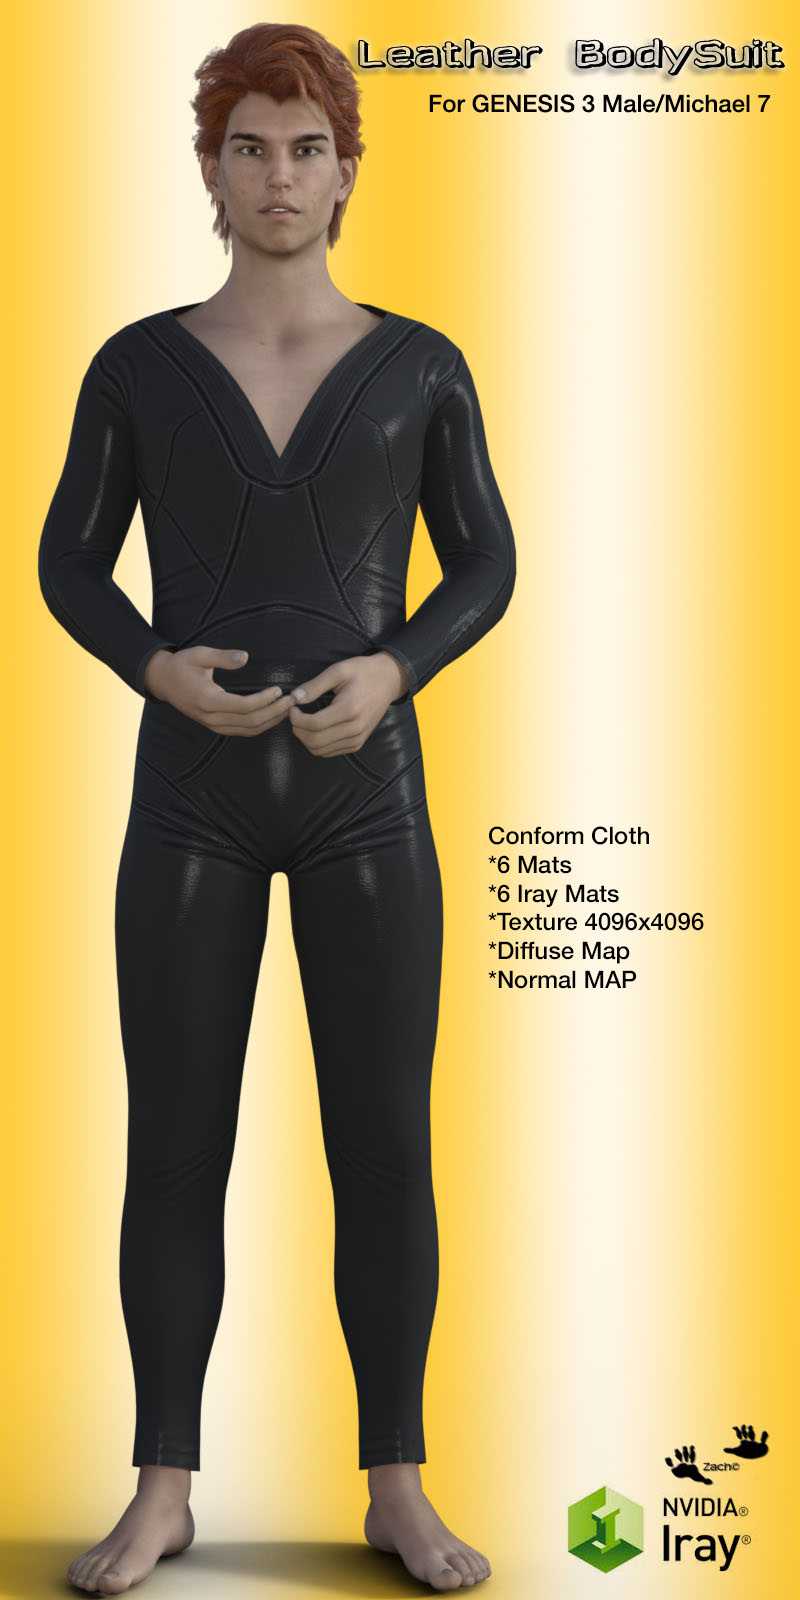 Leather BodySuit
For GENESIS 3 Male/Michael 7
Conform Cloth
*6 Mats
*6 Iray Mats
*Texture 4096x4096
*Diffuse Map
*Normal MAP
Zach©
NVIDIA®
Iray®